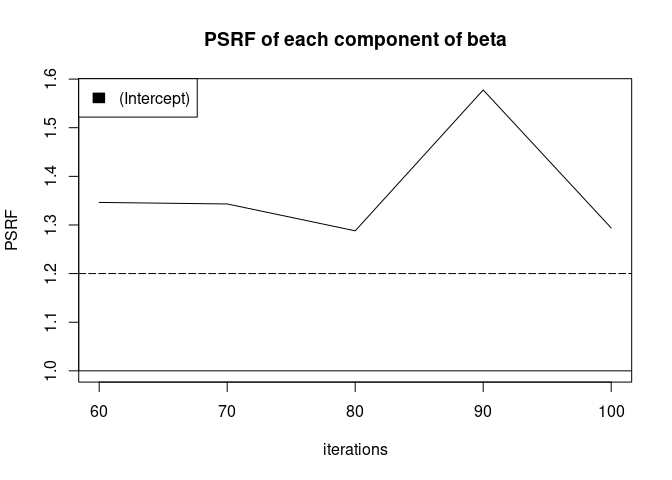 PSRF of each component of beta
(Intercept)
PSRF
1.6
1.5
1.4
1.3
1.2
1.1
1.0
60 70 80 90 100
iterations